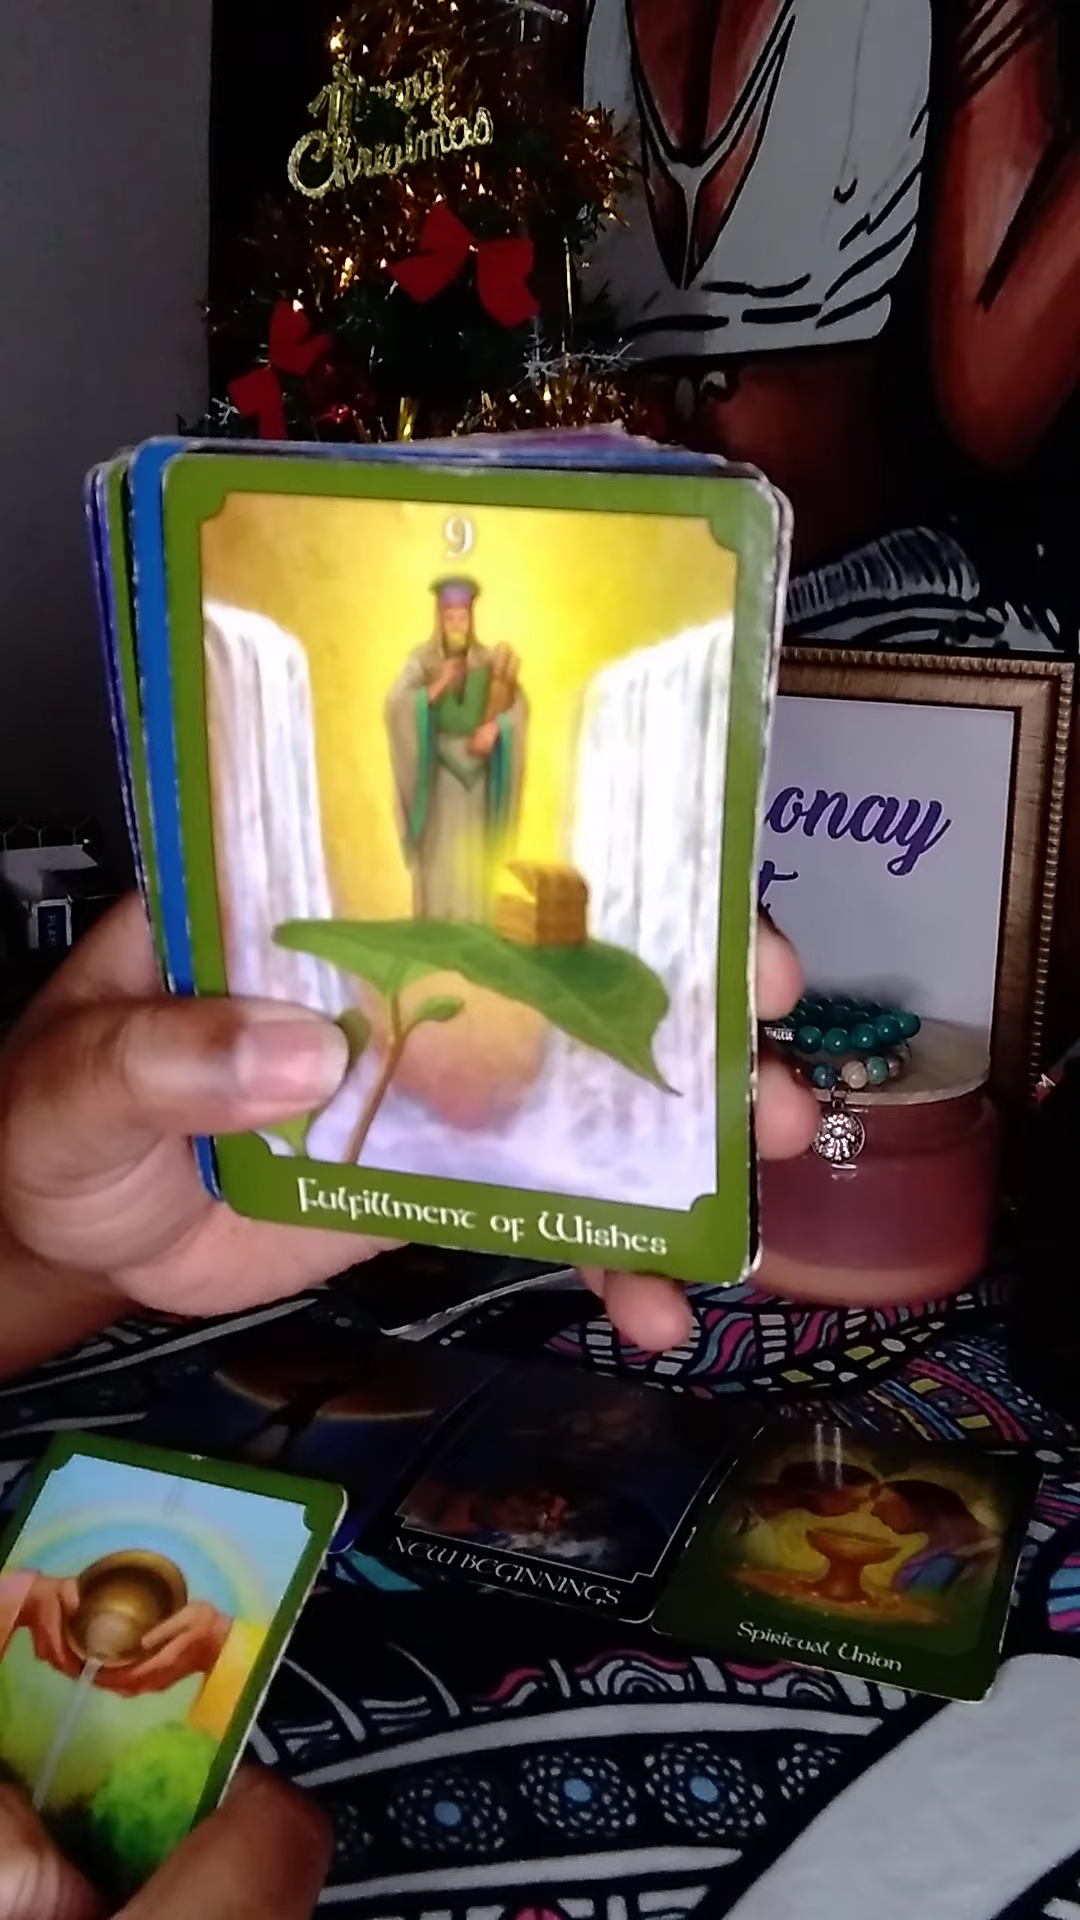 Merry
Christmas
9
onay
t
Fulfillment of Wishes
NEW BEGINNINGS
Spiritual Union